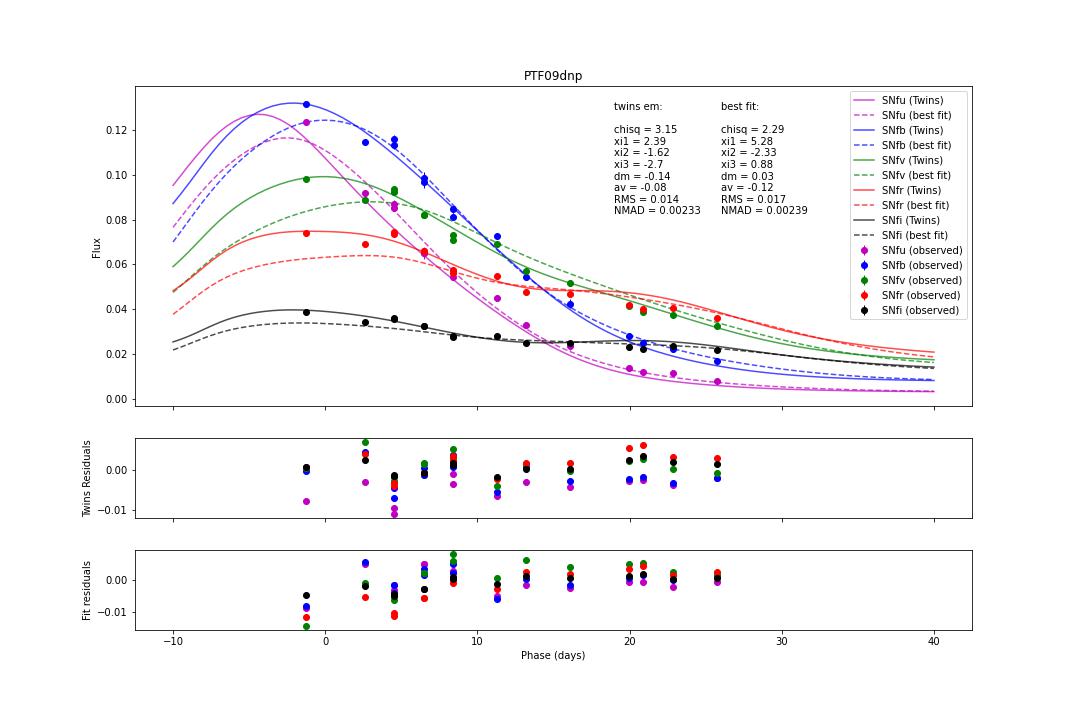 PTF09dnp
Flux
0.12
0.10
0.08
0.06
0.04
0.02
0.00
twins em:
chisq = 3.15
xi1 = 2.39
xi2 = -1.62
xi3 = -2.7
dm = -0.14
av = -0.08
RMS = 0.014
NMAD = 0.00233
best fit:
chisq = 2.29
xi1 = 5.28
xi2 = -2.33
xi3 = 0.88
dm = 0.03
av = -0.12
RMS = 0.017
NMAD = 0.00239
SNfu (Twins)
SNfu (best fit)
SNfb (Twins)
SNfb (best fit)
SNfv (Twins)
SNfv (best fit)
SNfr (Twins)
SNfr (best fit)
SNfi (Twins)
SNfi (best fit)
SNfu (observed)
SNfb (observed)
SNfv (observed)
SNfr (observed)
SNfi (observed)
Twins Residuals
0.00
−0.01
Fit residuals
0.00
−0.01
−10 0 10 20 30 40
Phase (days)